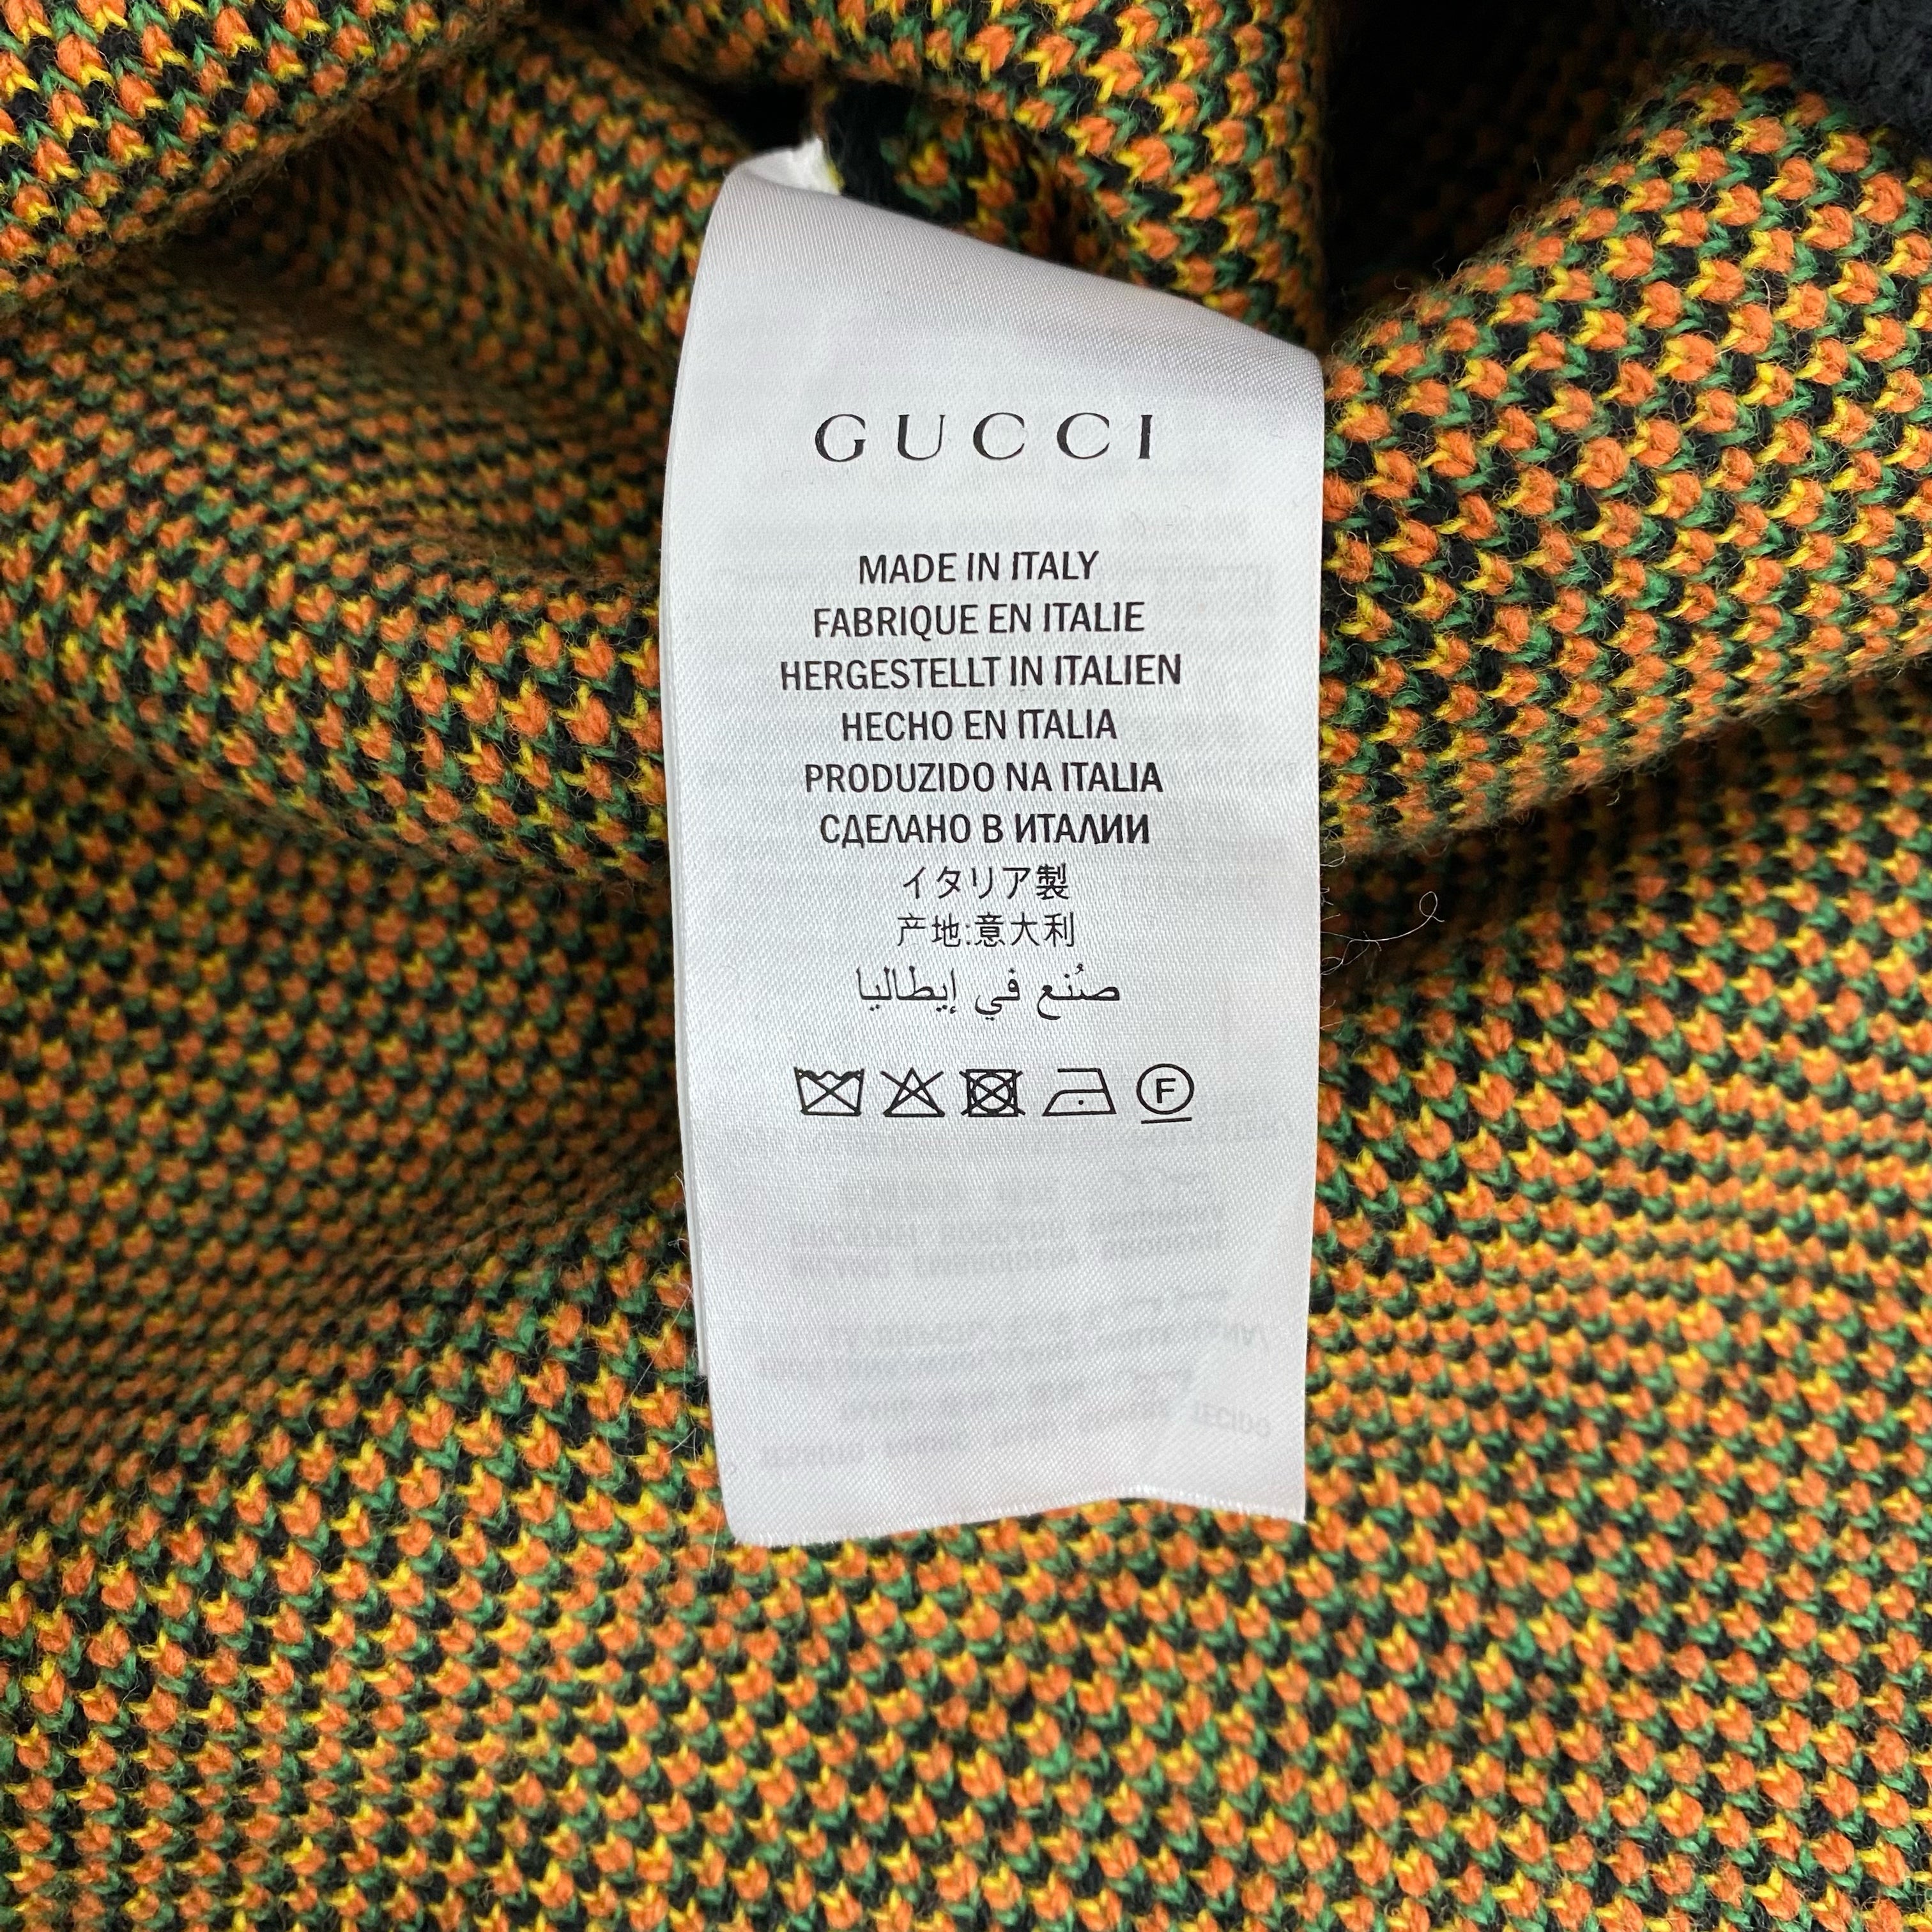 GUCCI
MADE IN ITALY
FABRIQUE EN ITALIE
HERGESTELLT IN ITALIEN
HECHO EN ITALIA
PRODUZIDO NA ITALIA
СДЕЛАНО В ИТАЛИИ
イタリア製
产地:意大利
صُنع في إيطاليا
F